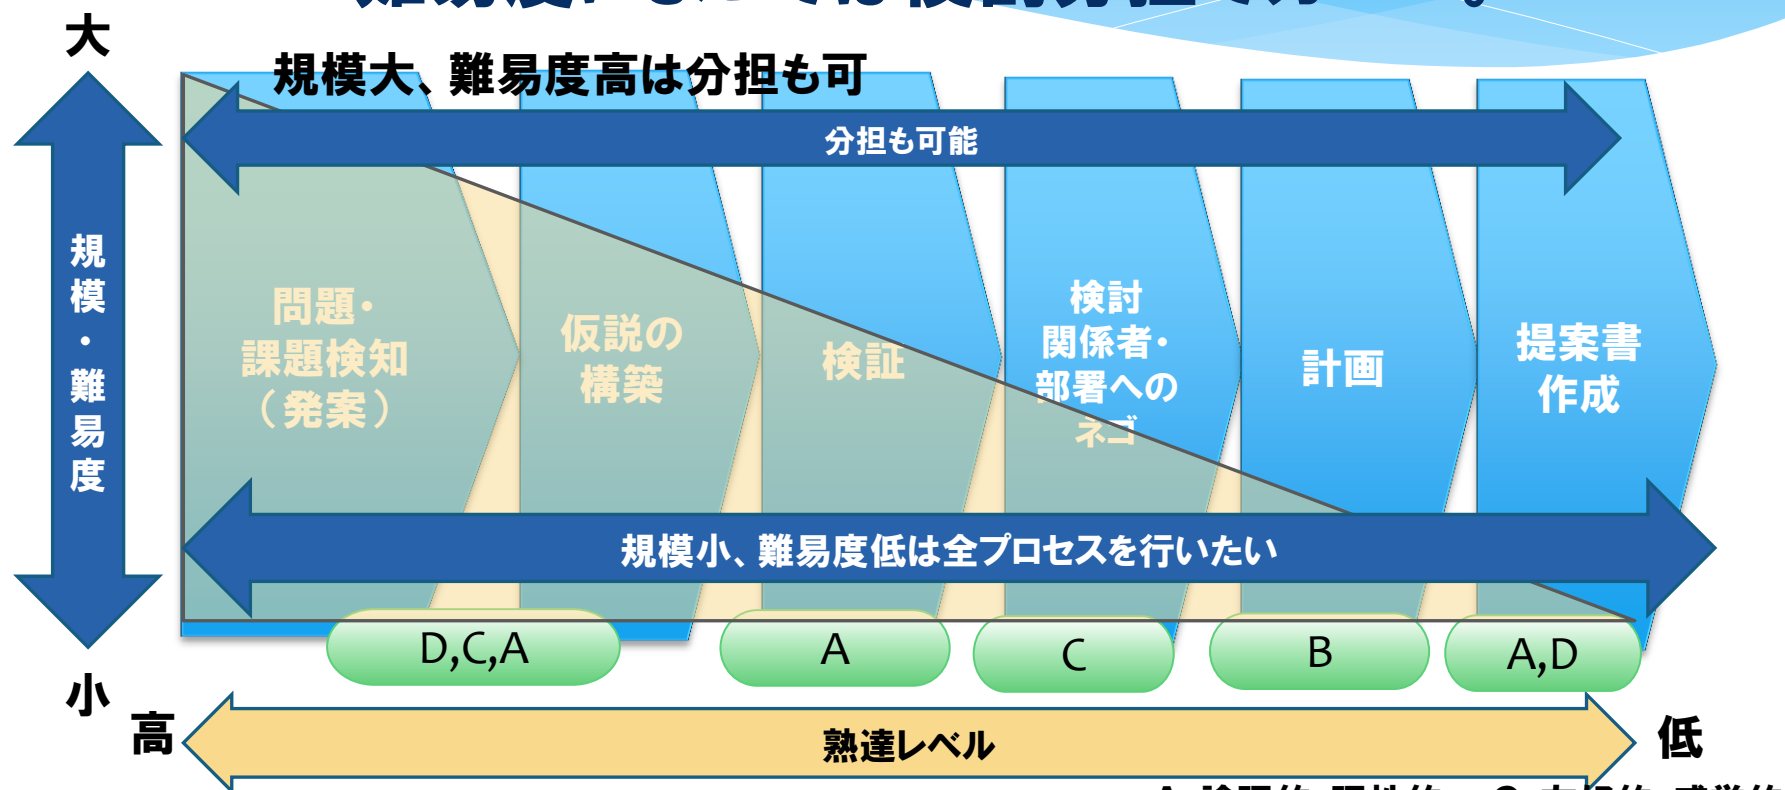 大
規模大、難易度高は分担も可
分担も可能
規模・難易度
問題・
課題検知
（発案）
仮説の
構築
検証
検討
関係者・
部署への
ネゴ
計画
提案書
作成
規模小、難易度低は全プロセスを行いたい
D,C,A
A
C
B
A,D
小
高
熟達レベル
低